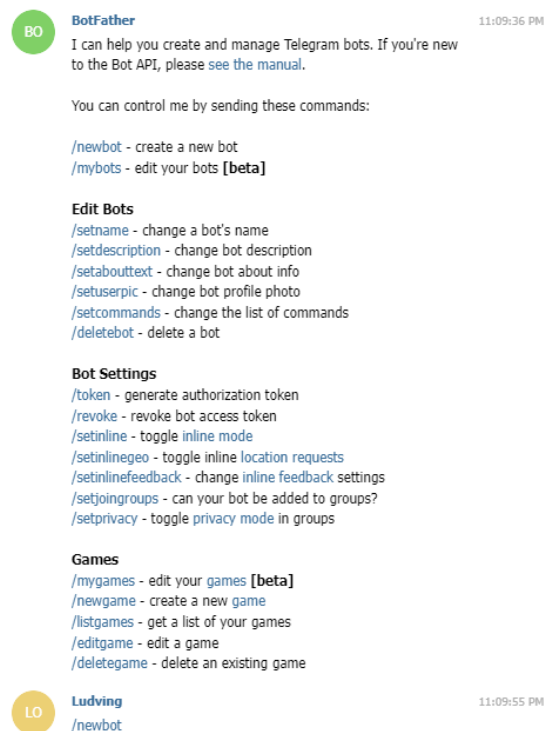 BO
BotFather
11:09:36 PM
I can help you create and manage Telegram bots. If you're new
to the Bot API, please see the manual.
You can control me by sending these commands:
/newbot - create a new bot
/mybots - edit your bots [beta]
Edit Bots
/setname - change a bot's name
/setdescription - change bot description
/setabouttext - change bot about info
/setuserpic - change bot profile photo
/setcommands - change the list of commands
/deletebot - delete a bot
Bot Settings
/token - generate authorization token
/revoke - revoke bot access token
/setinline - toggle inline mode
/setinlinegeo - toggle inline location requests
/setinlinefeedback - change inline feedback settings
/setjoingroups - can your bot be added to groups?
/setprivacy - toggle privacy mode in groups
Games
/mygames - edit your games [beta]
/newgame - create a new game
/listgames - get a list of your games
/editgame - edit a game
/deletegame - delete an existing game
LO
Ludving
11:09:55 PM
/newbot